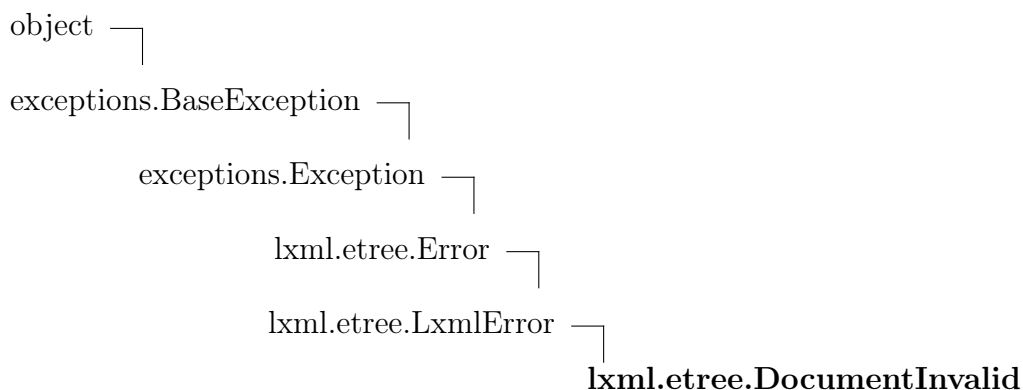 object
exceptions.BaseException
exceptions.Exception
lxml.etree.Error
lxml.etree.LxmlError
lxml.etree.DocumentInvalid